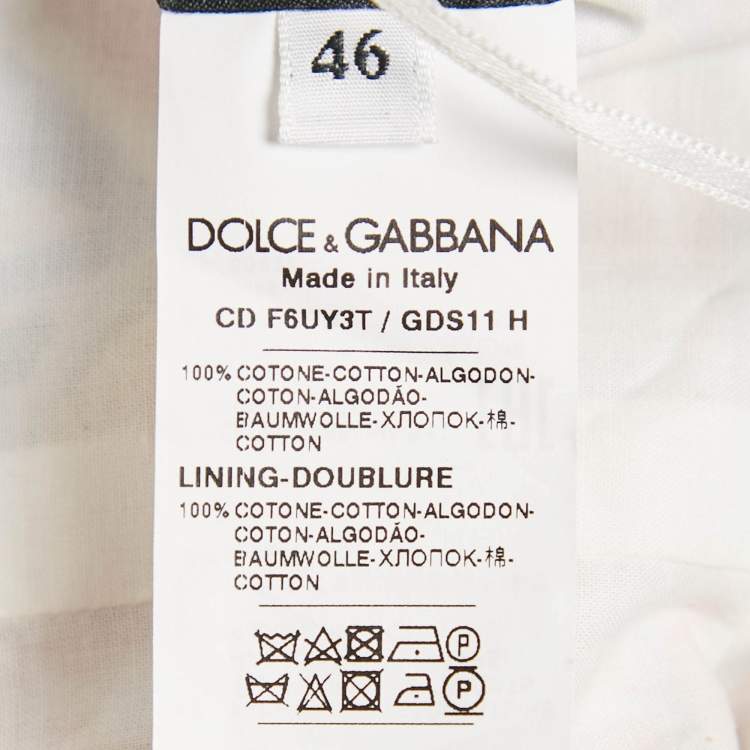 46
DOLCE & GABBANA
Made in Italy
CD F6UY3T / GDS11 H
100% COTONE-COTTON-ALGODON-
COTON-ALGODÃO-
BAUMWOLLE-ХЛОПОК-棉-
COTTON
LINING-DOUBLURE
100% COTONE-COTTON-ALGODON-
COTON-ALGODÃO-
BAUMWOLLE-ХЛОПОК-棉-
COTTON
P
P